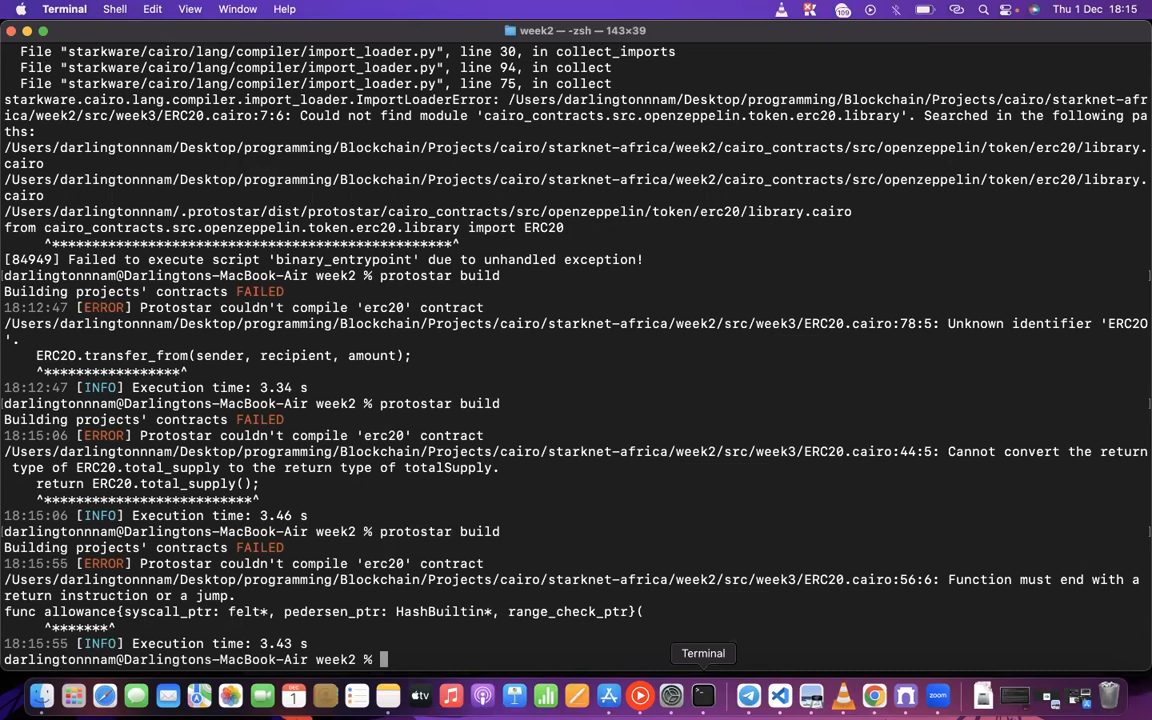 Terminal Shell Edit View Window Help 109 Thu 1 Dec 18:15
week2 — -zsh — 143×39
File "starkware/cairo/lang/compiler/import_loader.py", line 30, in collect_imports
File "starkware/cairo/lang/compiler/import_loader.py", line 94, in collect
File "starkware/cairo/lang/compiler/import_loader.py", line 75, in collect
starkware.cairo.lang.compiler.import_loader.ImportLoaderError: /Users/darlingtonnnam/Desktop/programming/Blockchain/Projects/cairo/starknet-afr
ica/week2/src/week3/ERC20.cairo:7:6: Could not find module 'cairo_contracts.src.openzeppelin.token.erc20.library'. Searched in the following pa
ths:
/Users/darlingtonnnam/Desktop/programming/Blockchain/Projects/cairo/starknet-africa/week2/cairo_contracts/src/openzeppelin/token/erc20/library.
cairo
/Users/darlingtonnnam/Desktop/programming/Blockchain/Projects/cairo/starknet-africa/week2/cairo_contracts/src/openzeppelin/token/erc20/library.
cairo
/Users/darlingtonnnam/.protostar/dist/protostar/cairo_contracts/src/openzeppelin/token/erc20/library.cairo
from cairo_contracts.src.openzeppelin.token.erc20.library import ERC20
^***************************************************^
[84949] Failed to execute script 'binary_entrypoint' due to unhandled exception!
[darlingtonnnam@Darlingtons-MacBook-Air week2 % protostar build ]
Building projects' contracts FAILED
18:12:47 [ERROR] Protostar couldn't compile 'erc20' contract
/Users/darlingtonnnam/Desktop/programming/Blockchain/Projects/cairo/starknet-africa/week2/src/week3/ERC20.cairo:78:5: Unknown identifier 'ERC2O
'.
ERC2O.transfer_from(sender, recipient, amount);
^*****************^
18:12:47 [INFO] Execution time: 3.34 s
[darlingtonnnam@Darlingtons-MacBook-Air week2 % protostar build ]
Building projects' contracts FAILED
18:15:06 [ERROR] Protostar couldn't compile 'erc20' contract
/Users/darlingtonnnam/Desktop/programming/Blockchain/Projects/cairo/starknet-africa/week2/src/week3/ERC20.cairo:44:5: Cannot convert the return
type of ERC20.total_supply to the return type of totalSupply.
return ERC20.total_supply();
^**************************^
18:15:06 [INFO] Execution time: 3.46 s
[darlingtonnnam@Darlingtons-MacBook-Air week2 % protostar build ]
Building projects' contracts FAILED
18:15:55 [ERROR] Protostar couldn't compile 'erc20' contract
/Users/darlingtonnnam/Desktop/programming/Blockchain/Projects/cairo/starknet-africa/week2/src/week3/ERC20.cairo:56:6: Function must end with a
return instruction or a jump.
func allowance{syscall_ptr: felt*, pedersen_ptr: HashBuiltin*, range_check_ptr}(
^*******^
18:15:55 [INFO] Execution time: 3.43 s
darlingtonnnam@Darlingtons-MacBook-Air week2 %
Terminal
DEC
1
tv
zoom